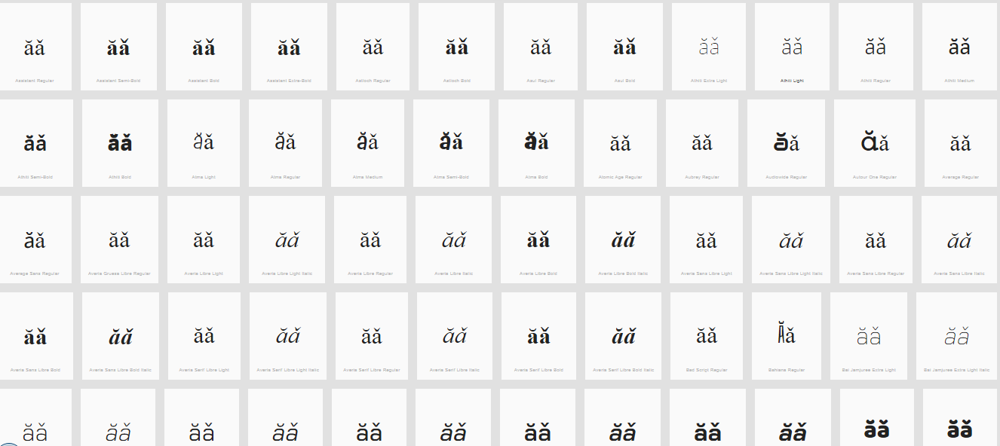 ăǎ ăǎ ăǎ ăǎ ăǎ ăǎ ăǎ ăǎ ăǎ ăǎ ăǎ ăǎ
Assistant Regular Assistant Semi-Bold Assistant Bold Assistant Extra-Bold Astloch Regular Astloch Bold Asul Regular Asul Bold Athiti Extra Light Athiti Light Athiti Regular Athiti Medium
ăǎ ăǎ ăǎ ăǎ ăǎ ăǎ ăǎ ăǎ ăǎ ăǎ ăǎ ăǎ
Athiti Semi-Bold Athiti Bold Atma Light Atma Regular Atma Medium Atma Semi-Bold Atma Bold Atomic Age Regular Aubrey Regular Audiowide Regular Autour One Regular Average Regular
ăǎ ăǎ ăǎ ăǎ ăǎ ăǎ ăǎ ăǎ ăǎ ăǎ ăǎ ăǎ
Average Sans Regular Averia Gruesa Libre Regular Averia Libre Light Averia Libre Light Italic Averia Libre Regular Averia Libre Italic Averia Libre Bold Averia Libre Bold Italic Averia Sans Libre Light Averia Sans Libre Light Italic Averia Sans Libre Regular Averia Sans Libre Italic
ăǎ ăǎ ăǎ ăǎ ăǎ ăǎ ăǎ ăǎ ăǎ Ăǎ ăǎ ăǎ
Averia Sans Libre Bold Averia Sans Libre Bold Italic Averia Serif Libre Light Averia Serif Libre Light Italic Averia Serif Libre Regular Averia Serif Libre Italic Averia Serif Libre Bold Averia Serif Libre Bold Italic Bad Script Regular Bahiana Regular Bai Jamjuree Extra Light Bai Jamjuree Extra Light Italic
ăǎ ăǎ ăǎ ăǎ ăǎ ăǎ ăǎ ăǎ ăǎ ăǎ ăǎ ăǎ